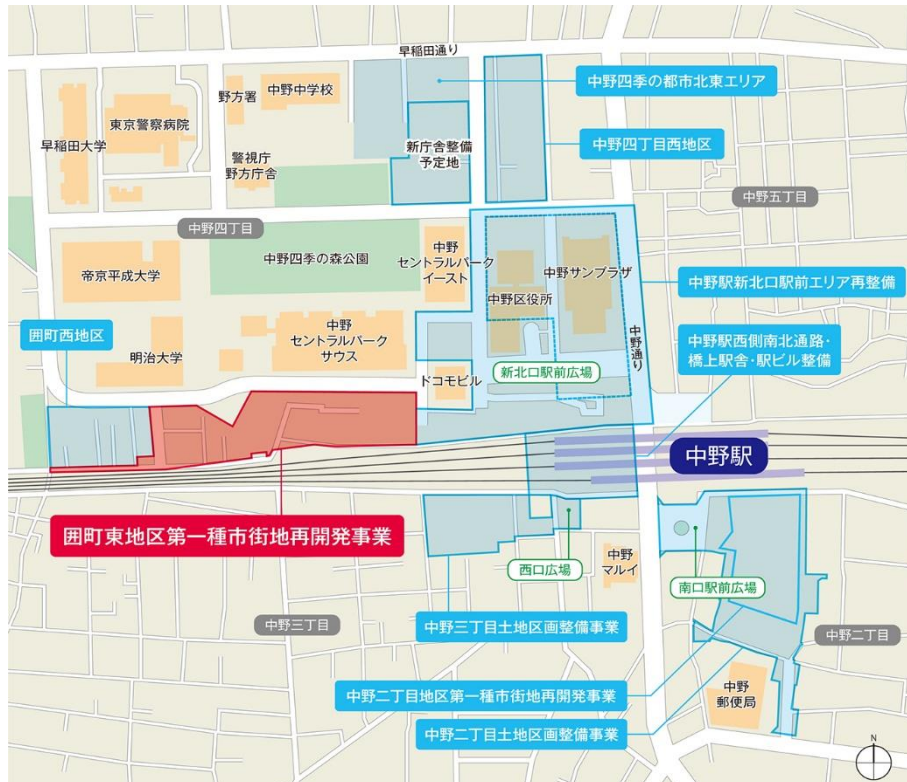 早稲田通り
中野四季の都市北東エリア
野方署
中野中学校
東京警察病院
早稲田大学
新庁舎整備
予定地
中野四丁目西地区
警視庁
野方庁舎
中野五丁目
中野四丁目
中野四季の森公園
中野
セントラルパーク
イースト
中野サンプラザ
帝京平成大学
中野区役所
中野駅新北口駅前エリア再整備
囲町西地区
中野
セントラルパーク
サウス
明治大学
中野通り
中野駅西側南北通路・
橋上駅舎・駅ビル整備
新北口駅前広場
ドコモビル
中野駅
囲町東地区第一種市街地再開発事業
西口広場
中野
マルイ
南口駅前広場
中野三丁目
中野三丁目土地区画整備事業
中野二丁目
中野二丁目地区第一種市街地再開発事業
中野
郵便局
中野二丁目土地区画整備事業
N